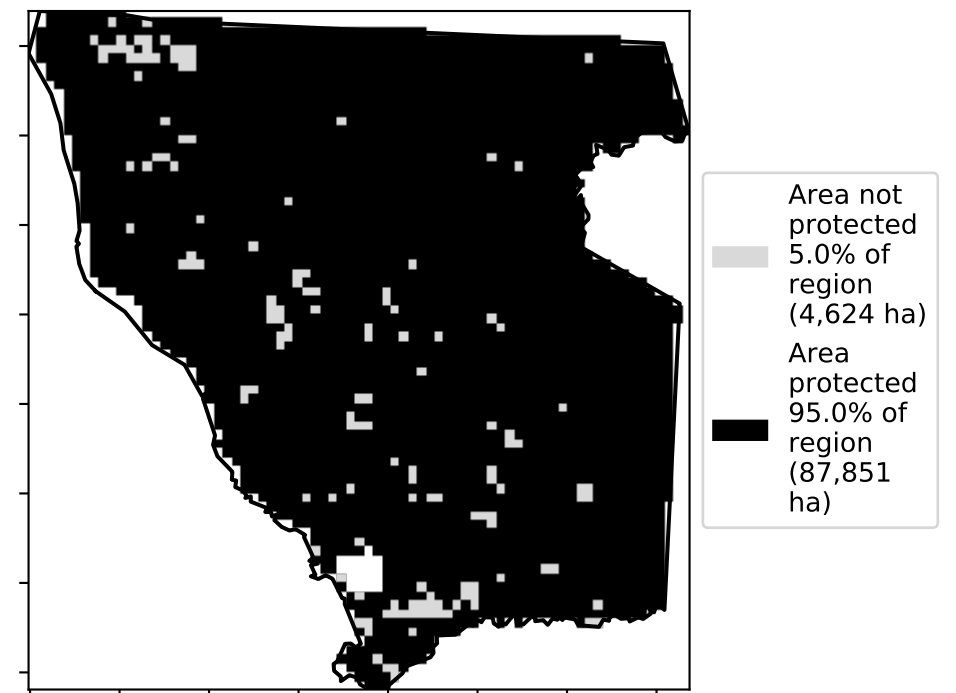 Area not
protected
5.0% of
region
(4,624 ha)
Area
protected
95.0% of
region
(87,851
ha)